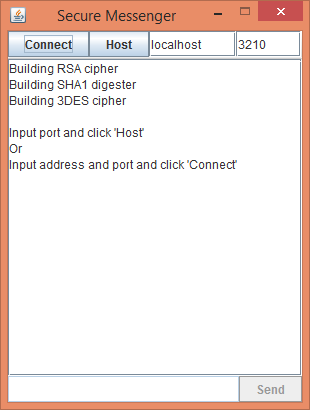 Secure Messenger
Connect Host localhost 3210
Building RSA cipher
Building SHA1 digester
Building 3DES cipher
Input port and click 'Host'
Or
Input address and port and click 'Connect'
Send